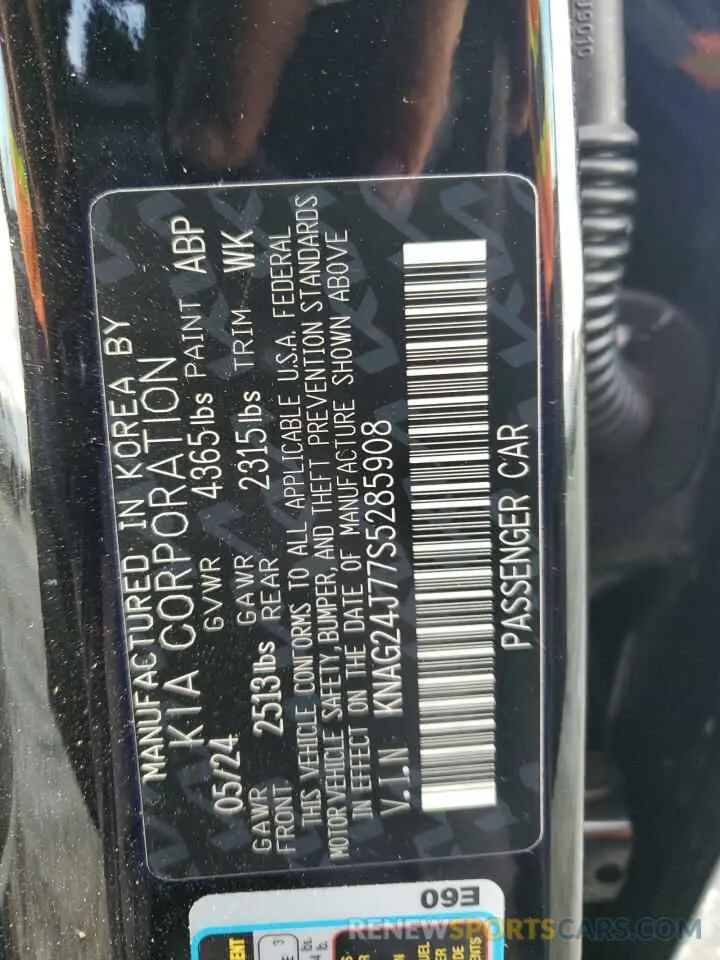 MANUFACTURED IN KOREA BY
KIA CORPORATION
05/24 GVWR 4365lbs PAINT ABP
GAWR FRONT 2513lbs GAWR REAR 2315lbs TRIM WK
THIS VEHICLE CONFORMS TO ALL APPLICABLE U.S.A. FEDERAL
MOTOR VEHICLE SAFETY, BUMPER, AND THEFT PREVENTION STANDARDS
IN EFFECT ON THE DATE OF MANUFACTURE SHOWN ABOVE
V.I.N KNAG24J77S5285908
PASSENGER CAR
E60
RENEWSPORTSCARS.COM